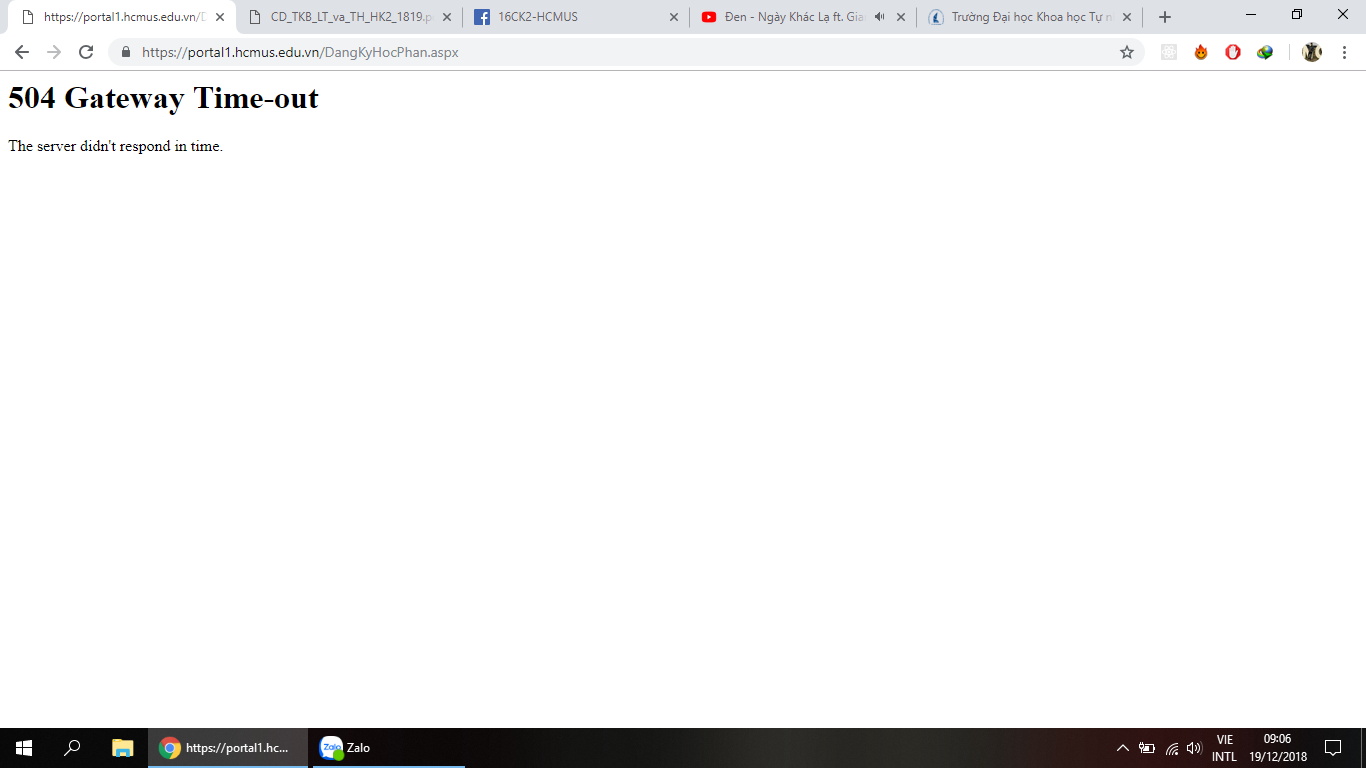 https://portal1.hcmus.edu.vn/D
CD_TKB_LT_va_TH_HK2_1819.p
16CK2-HCMUS
Đen - Ngày Khác Lạ ft. Gia
Trường Đại học Khoa học Tự n
https://portal1.hcmus.edu.vn/DangKyHocPhan.aspx
504 Gateway Time-out
The server didn't respond in time.
https://portal1.hc...
Zalo
Zalo
VIE
INTL
09:06
19/12/2018